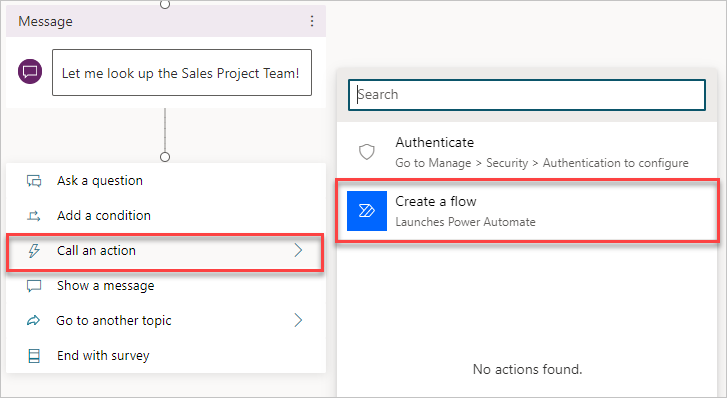 Message
Let me look up the Sales Project Team!
Ask a question
Add a condition
Call an action
Show a message
Go to another topic
End with survey
Search
Authenticate
Go to Manage > Security > Authentication to configure
Create a flow
Launches Power Automate
No actions found.